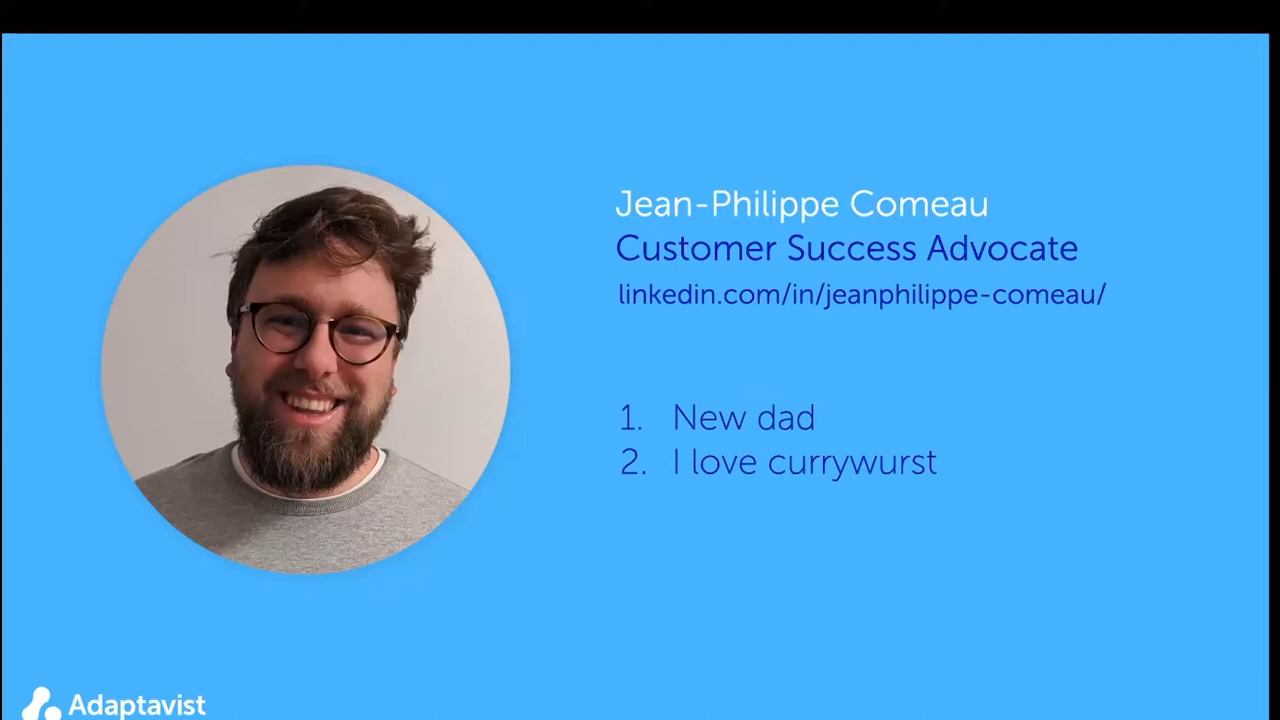 Jean-Philippe Comeau
Customer Success Advocate
linkedin.com/in/jeanphilippe-comeau/
1. New dad
2. I love currywurst
Adaptavist